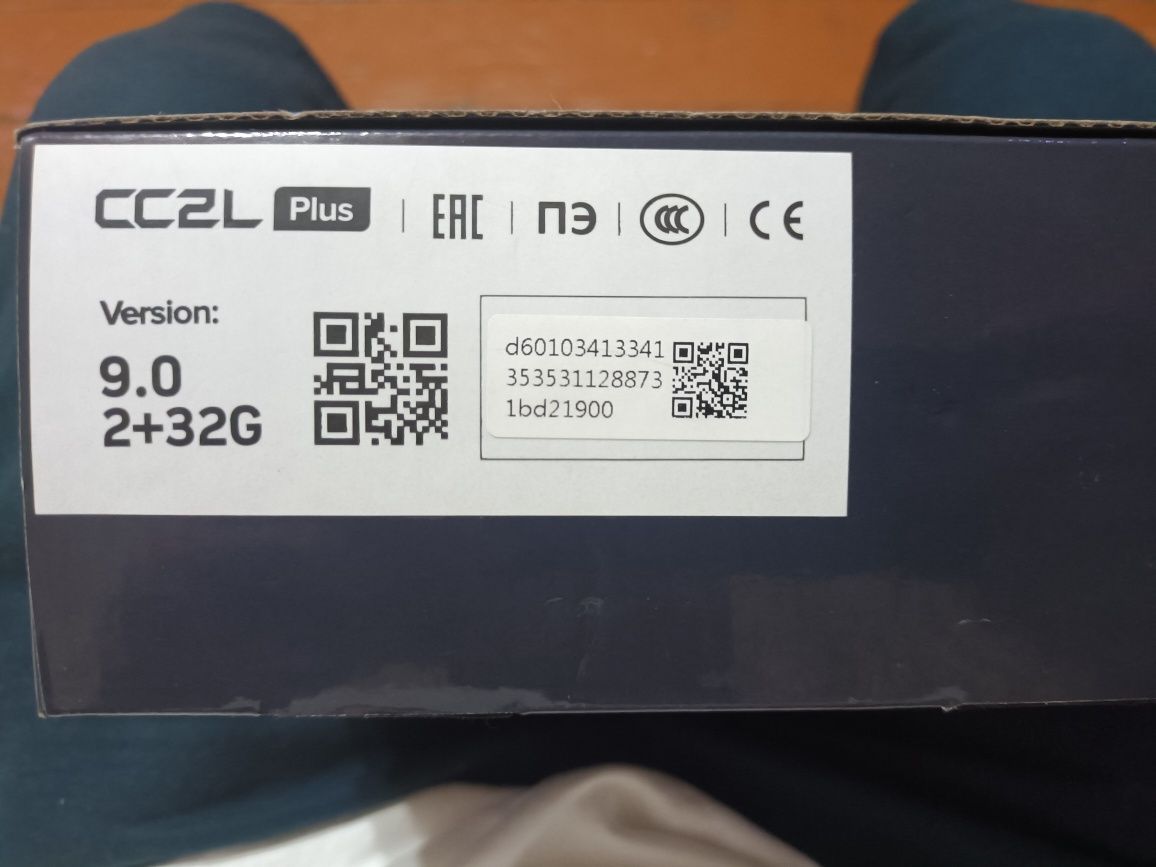 CC2L Plus | EAC | ПЭ | CCC | CE
Version:
9.0
2+32G
d60103413341
353531128873
1bd21900